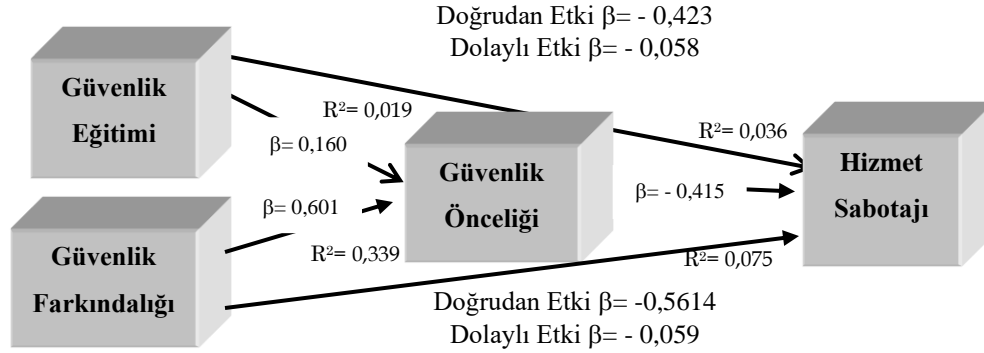 Doğrudan Etki β= - 0,423
Dolaylı Etki β= - 0,058
Güvenlik
Eğitimi
R²= 0,019
β= 0,160
R²= 0,036
Güvenlik
Önceliği
Hizmet
Sabotajı
β= - 0,415
β= 0,601
Güvenlik
Farkındalığı
R²= 0,339
R²= 0,075
Doğrudan Etki β= -0,5614
Dolaylı Etki β= - 0,059